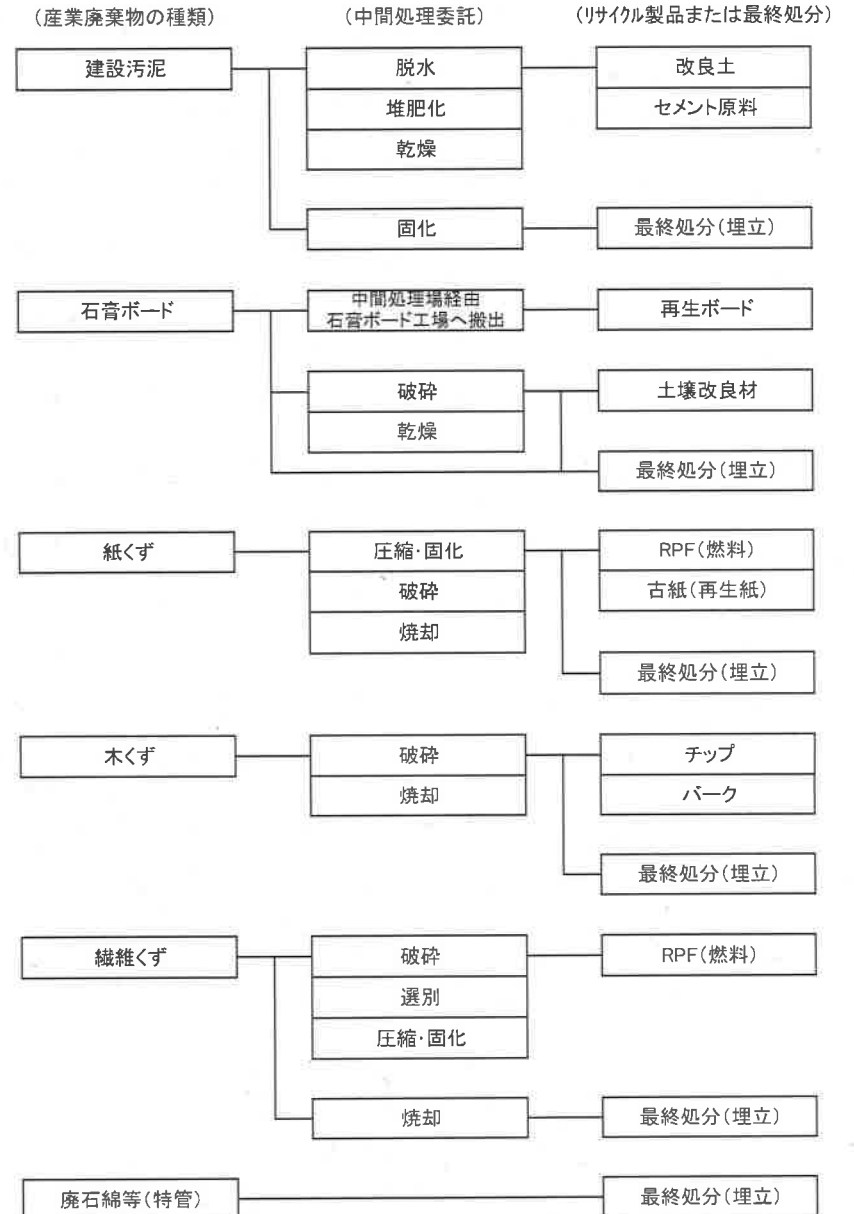 (産業廃棄物の種類) (中間処理委託) (リサイクル製品または最終処分)
建設汚泥 脱水 改良土
堆肥化 セメント原料
乾燥
固化 最終処分(埋立)
石膏ボード 中間処理場経由 再生ボード
石膏ボード工場へ搬出
破砕 土壌改良材
乾燥
最終処分(埋立)
紙くず 圧縮・固化 RPF(燃料)
破砕 古紙(再生紙)
焼却
最終処分(埋立)
木くず 破砕 チップ
焼却 バーク
最終処分(埋立)
繊維くず 破砕 RPF(燃料)
選別
圧縮・固化
焼却 最終処分(埋立)
廃石綿等(特管) 最終処分(埋立)